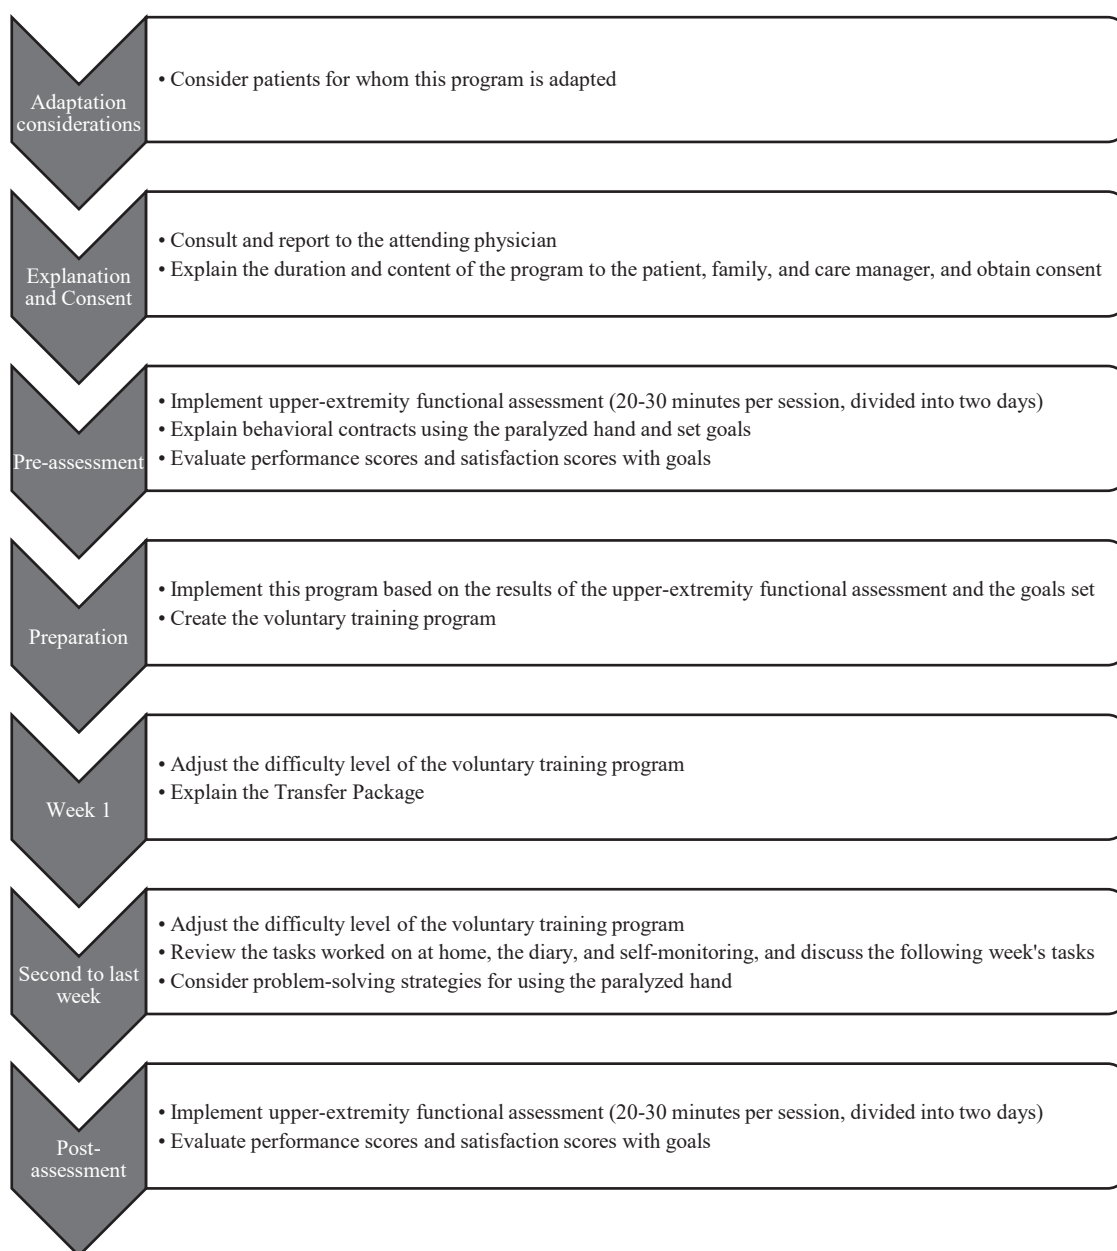 Adaptation
considerations
• Consider patients for whom this program is adapted
Explanation
and Consent
• Consult and report to the attending physician
• Explain the duration and content of the program to the patient, family, and care manager, and obtain consent
Pre-assessment
• Implement upper-extremity functional assessment (20-30 minutes per session, divided into two days)
• Explain behavioral contracts using the paralyzed hand and set goals
• Evaluate performance scores and satisfaction scores with goals
Preparation
• Implement this program based on the results of the upper-extremity functional assessment and the goals set
• Create the voluntary training program
Week 1
• Adjust the difficulty level of the voluntary training program
• Explain the Transfer Package
Second to last
week
• Adjust the difficulty level of the voluntary training program
• Review the tasks worked on at home, the diary, and self-monitoring, and discuss the following week's tasks
• Consider problem-solving strategies for using the paralyzed hand
Post-
assessment
• Implement upper-extremity functional assessment (20-30 minutes per session, divided into two days)
• Evaluate performance scores and satisfaction scores with goals